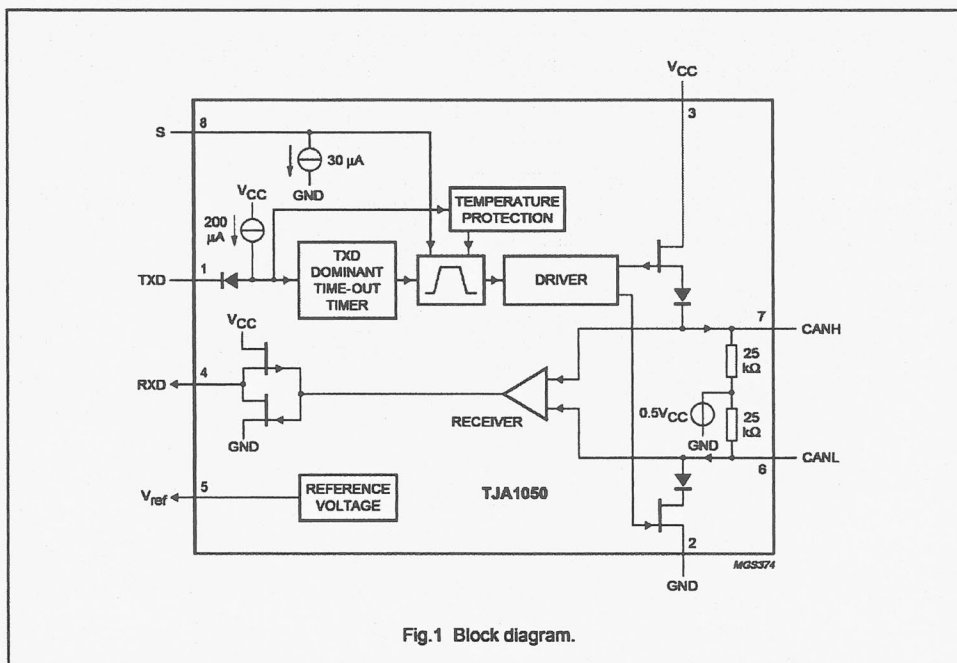 VCC
3
S
8
30 µA
GND
VCC
200
µA
TEMPERATURE
PROTECTION
TXD
1
TXD
DOMINANT
TIME-OUT
TIMER
DRIVER
7
CANH
VCC
25
kΩ
RXD
4
RECEIVER
0.5VCC
25
kΩ
GND
GND
CANL
6
Vref
5
REFERENCE
VOLTAGE
TJA1050
2
MGS374
GND
Fig.1 Block diagram.